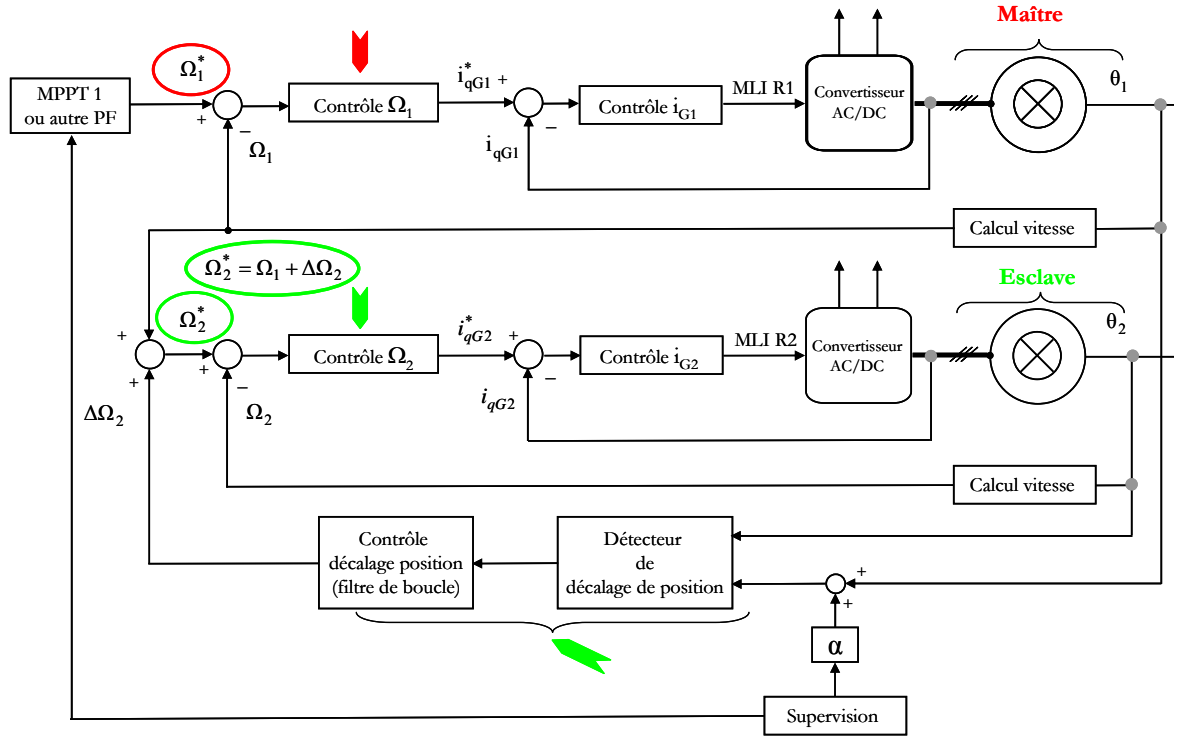 Maître
MPPT 1
ou autre PF
Ω₁*
+
−
Ω₁
Contrôle Ω₁
i*qG1 +
−
iqG1
Contrôle iG1
MLI R1
Convertisseur
AC/DC
θ₁
Calcul vitesse
Ω₂* = Ω₁ + ΔΩ₂
Esclave
Ω₂*
+
+
ΔΩ₂
+
−
Ω₂
Contrôle Ω₂
i*qG2
+
−
iqG2
Contrôle iG2
MLI R2
Convertisseur
AC/DC
θ₂
Calcul vitesse
Contrôle
décalage position
(filtre de boucle)
Détecteur
de
décalage de position
+
+
α
Supervision